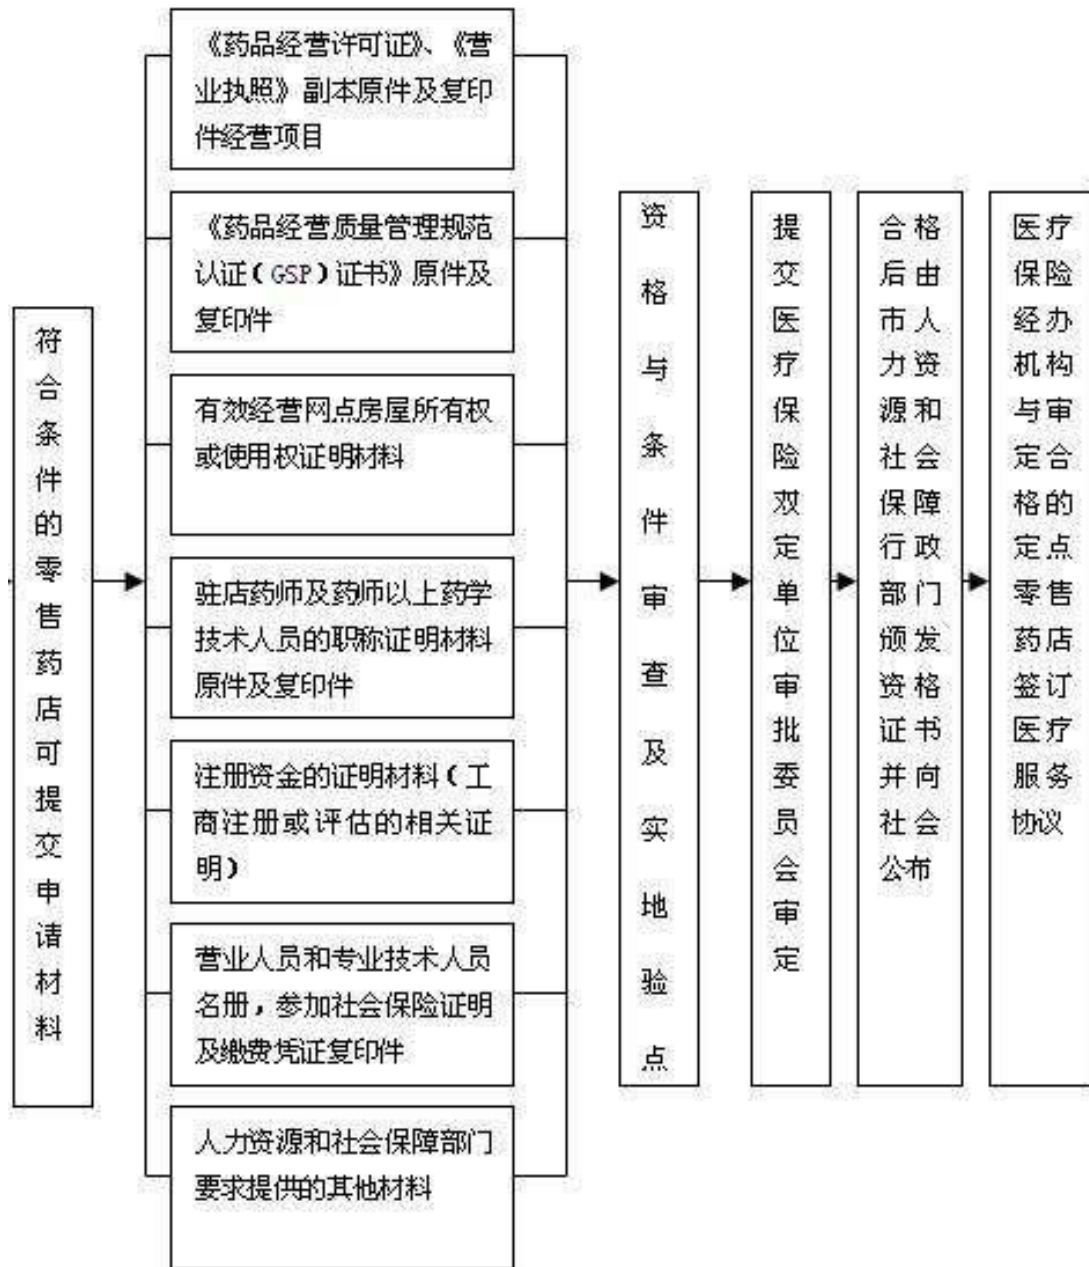 符合条件的零售药店可提交申请材料
《药品经营许可证》、《营
业执照》副本原件及复印
件经营项目
《药品经营质量管理规范
认证(GSP)证书》原件及
复印件
有效经营网点房屋所有权
或使用权证明材料
驻店药师及药师以上药学
技术人员的职称证明材料
原件及复印件
注册资金的证明材料(工
商注册或评估的相关证
明)
营业人员和专业技术人员
名册,参加社会保险证明
及缴费凭证复印件
人力资源和社会保障部门
要求提供的其他材料
资格与条件审查及实地验点
提交医疗保险双定单位审批委员会审定
合格
后由
市人
力资
源和
社会
保障
行政
部门
颁发
资格
证书
并向
社会
公布
医疗
保险
经办
机构
与审
定合
格的
定点
零售
药店
签订
医疗
服务
协议